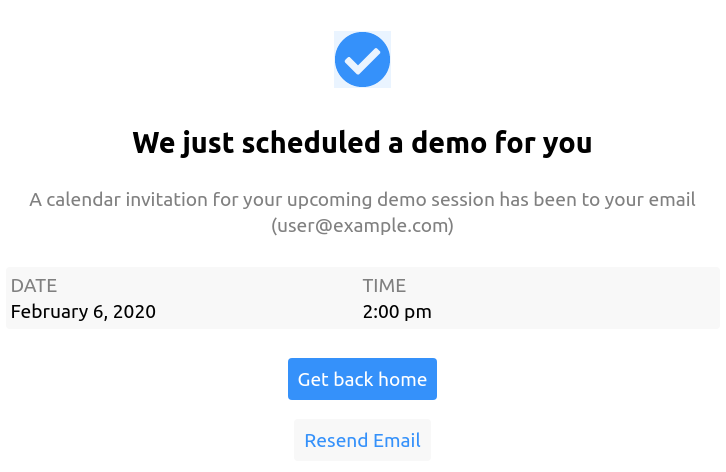 We just scheduled a demo for you
A calendar invitation for your upcoming demo session has been to your email
(user@example.com)
DATE
TIME
February 6, 2020
2:00 pm
Get back home
Resend Email